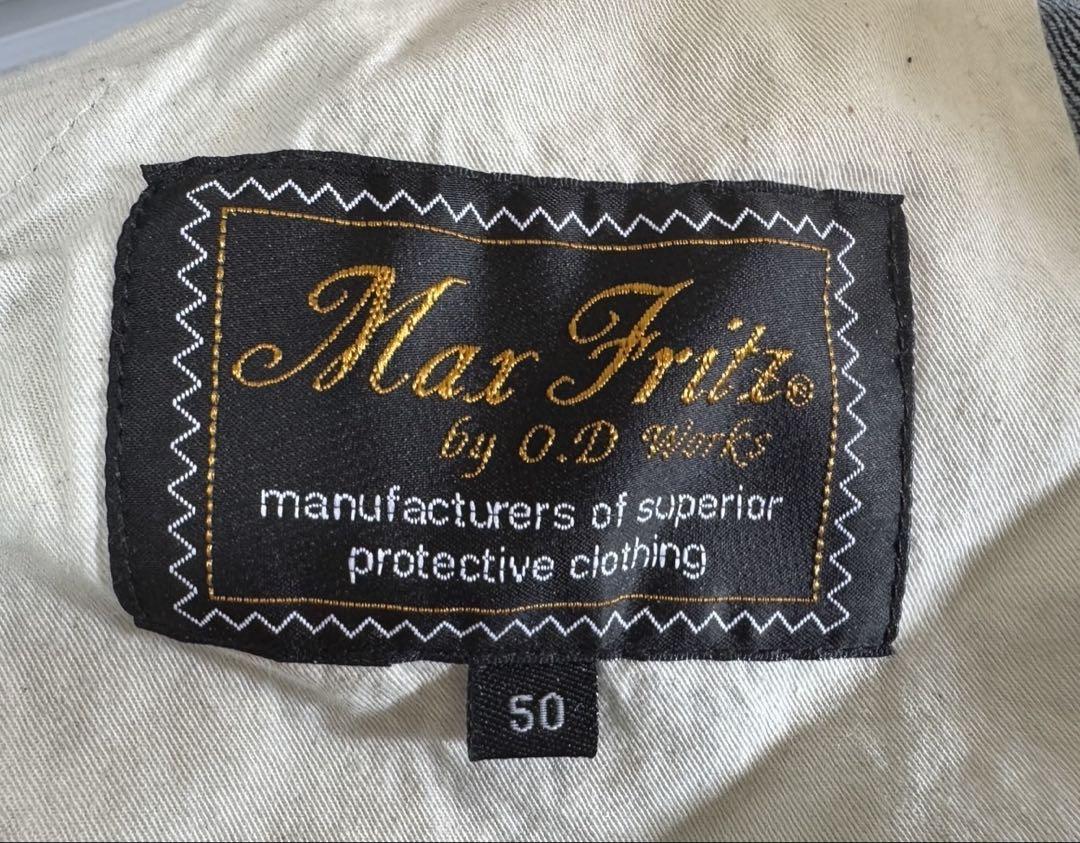 Max Fritz®
by O.D Works
manufacturers of superior
protective clothing
50